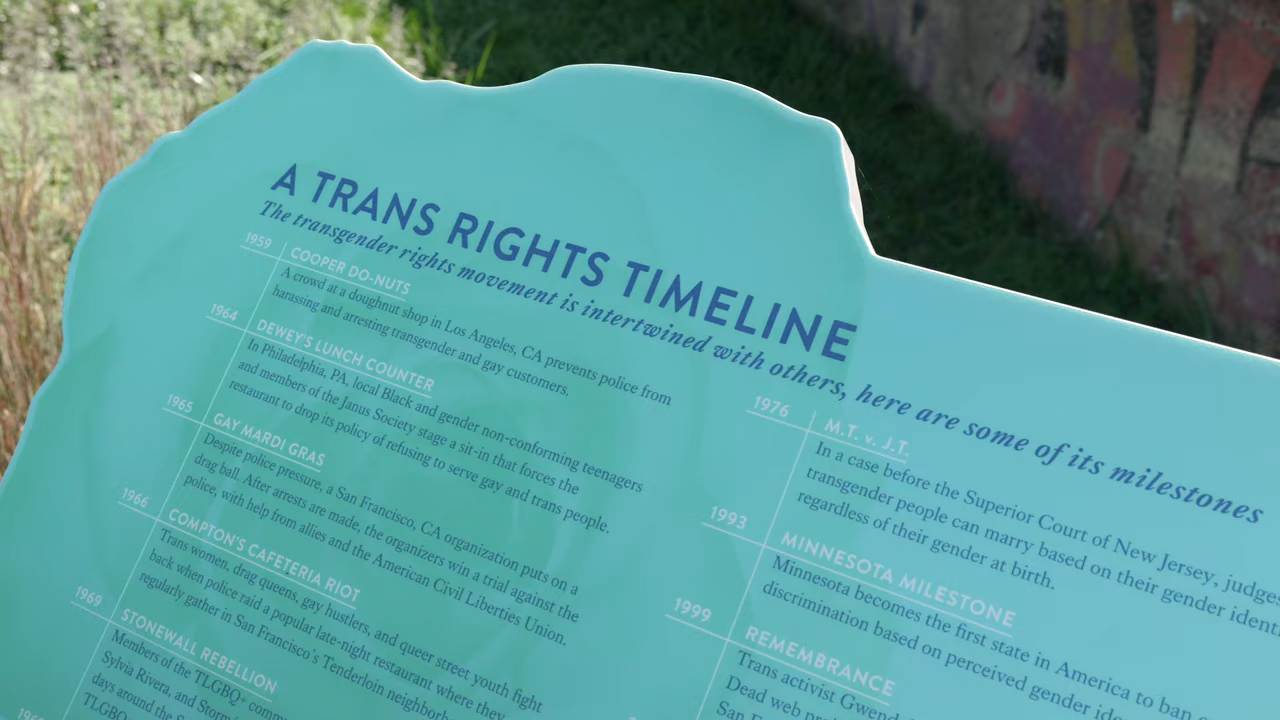 A TRANS RIGHTS TIMELINE
The transgender rights movement is intertwined with others, here are some of its milestones
1959
COOPER DO-NUTS
A crowd at a doughnut shop in Los Angeles, CA prevents police from
harassing and arresting transgender and gay customers.
1964
DEWEY'S LUNCH COUNTER
In Philadelphia, PA, local Black and gender non-conforming teenagers
and members of the Janus Society stage a sit-in that forces the
restaurant to drop its policy of refusing to serve gay and trans people.
1965
GAY MARDI GRAS
Despite police pressure, a San Francisco, CA organization puts on a
drag ball. After arrests are made, the organizers win a trial against the
police, with help from allies and the American Civil Liberties Union.
1966
COMPTON'S CAFETERIA RIOT
Trans women, drag queens, gay hustlers, and queer street youth fight
back when police raid a popular late-night restaurant where they
regularly gather in San Francisco's Tenderloin
1969
STONEWALL REBELLION
Members of the TLGBQ+
Sylvia Rivera, and
days around the
1976
M.T. v. J.T.
In a case before the Superior Court of New Jersey, judges
transgender people can marry based on their gender
regardless of their gender at birth.
1993
MINNESOTA MILESTONE
Minnesota becomes the first state in America to ban
discrimination based on perceived gender
1999
REMEMBRANCE
Trans activist
Dead web